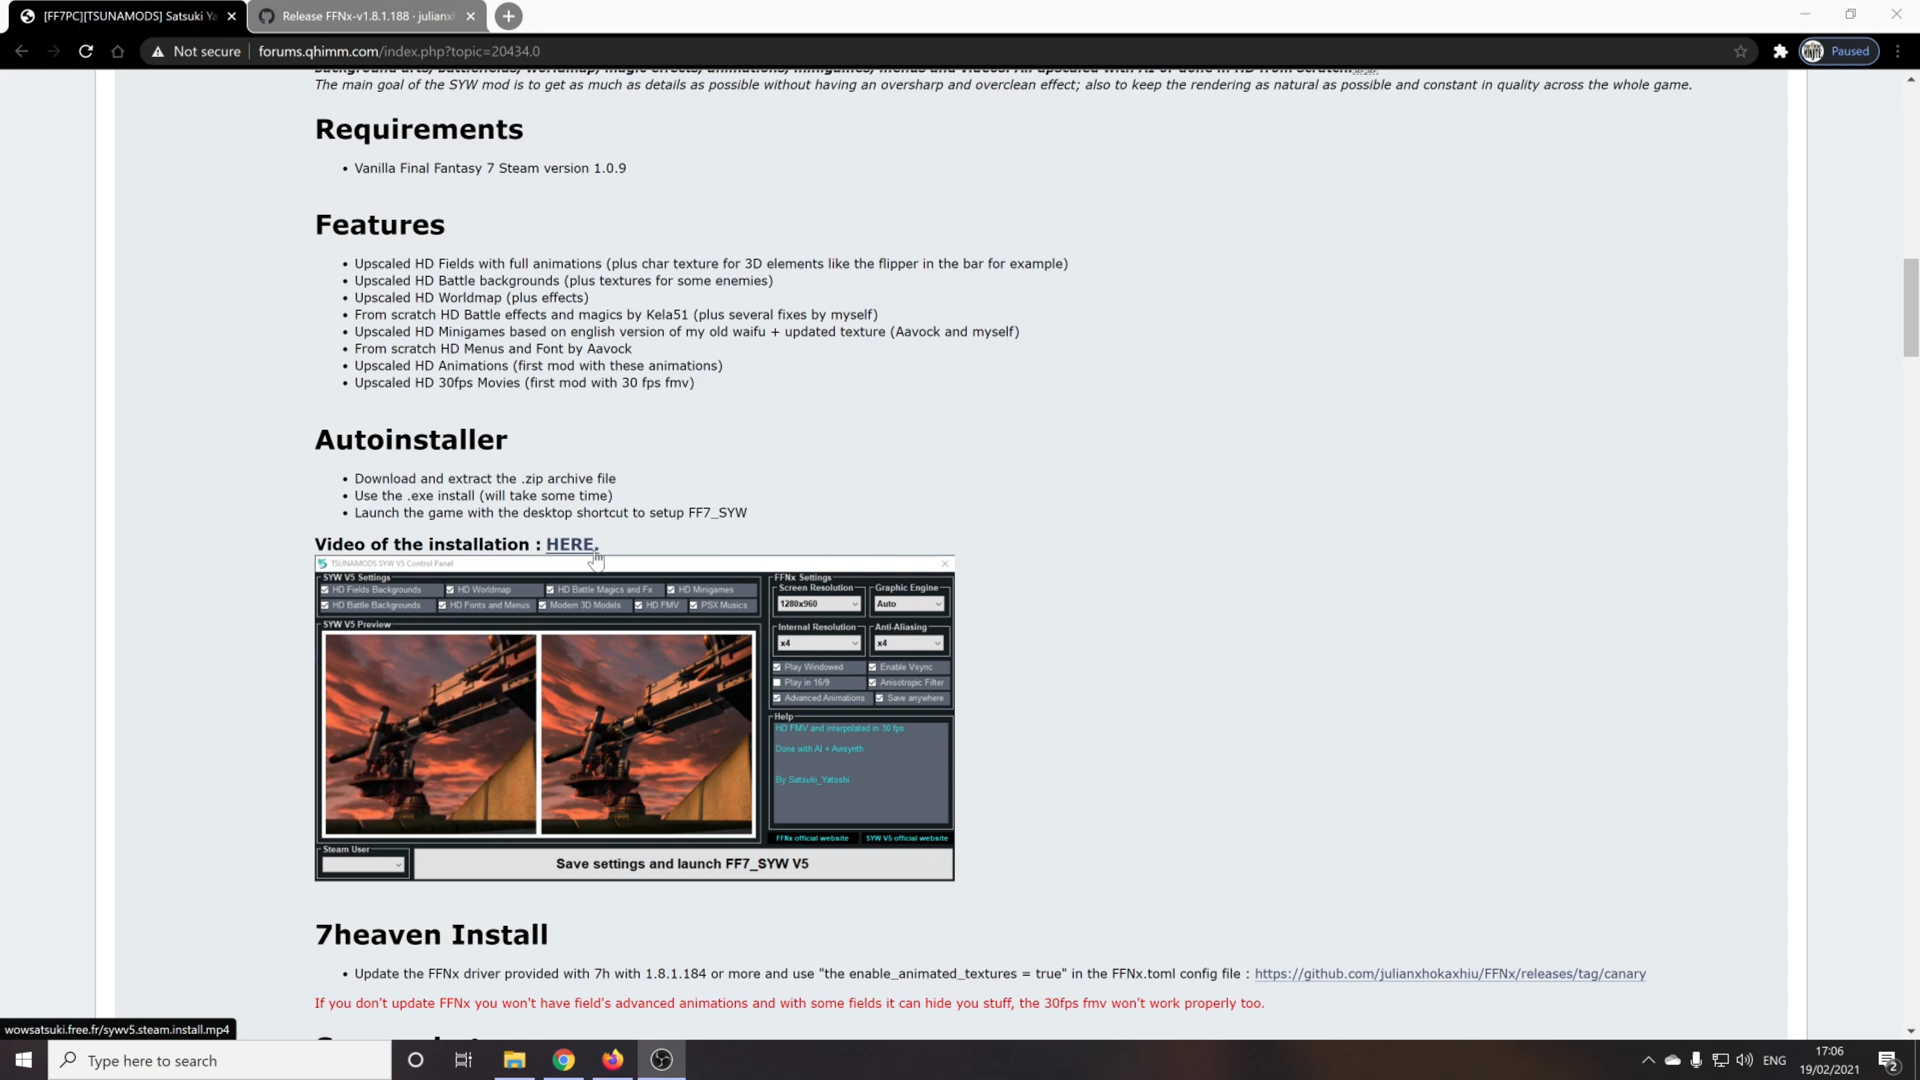 [FF7PC][TSUNAMODS] Satsuki Ya
Release FFNx-v1.8.1.188 · julianxh
Not secure
forums.qhimm.com/index.php?topic=20434.0
Paused
The main goal of the SYW mod is to get as much as details as possible without having an oversharp and overclean effect; also to keep the rendering as natural as possible and constant in quality across the whole game.
Requirements
• Vanilla Final Fantasy 7 Steam version 1.0.9
Features
• Upscaled HD Fields with full animations (plus char texture for 3D elements like the flipper in the bar for example)
• Upscaled HD Battle backgrounds (plus textures for some enemies)
• Upscaled HD Worldmap (plus effects)
• From scratch HD Battle effects and magics by Kela51 (plus several fixes by myself)
• Upscaled HD Minigames based on english version of my old waifu + updated texture (Aavock and myself)
• From scratch HD Menus and Font by Aavock
• Upscaled HD Animations (first mod with these animations)
• Upscaled HD 30fps Movies (first mod with 30 fps fmv)
Autoinstaller
• Download and extract the .zip archive file
• Use the .exe install (will take some time)
• Launch the game with the desktop shortcut to setup FF7_SYW
Video of the installation : HERE.
TSUNAMODS SYW V5 Control Panel
SYW V5 Settings
HD Fields Backgrounds HD Worldmap HD Battle Magics and Fx HD Minigames
HD Battle Backgrounds HD Fonts and Menus Modern 3D Models HD FMV PSX Musics
SYW V5 Preview
FFNx Settings
Screen Resolution Graphic Engine
1280x960 Auto
Internal Resolution Anti-Aliasing
x4 x4
Play Windowed Enable Vsync
Play in 16/9 Anisotropic Filter
Advanced Animations Save anywhere
Help
HD FMV and interpolated in 30 fps.
Done with AI + Avisynth.
By Satsuki_Yatoshi.
FFNx official website SYW V5 official website
Steam User
Save settings and launch FF7_SYW V5
7heaven Install
• Update the FFNx driver provided with 7h with 1.8.1.184 or more and use "the enable_animated_textures = true" in the FFNx.toml config file : https://github.com/julianxhokaxhiu/FFNx/releases/tag/canary
If you don't update FFNx you won't have field's advanced animations and with some fields it can hide you stuff, the 30fps fmv won't work properly too.
wowsatsuki.free.fr/sywv5.steam.install.mp4
Type here to search
ENG
17:06
19/02/2021
2